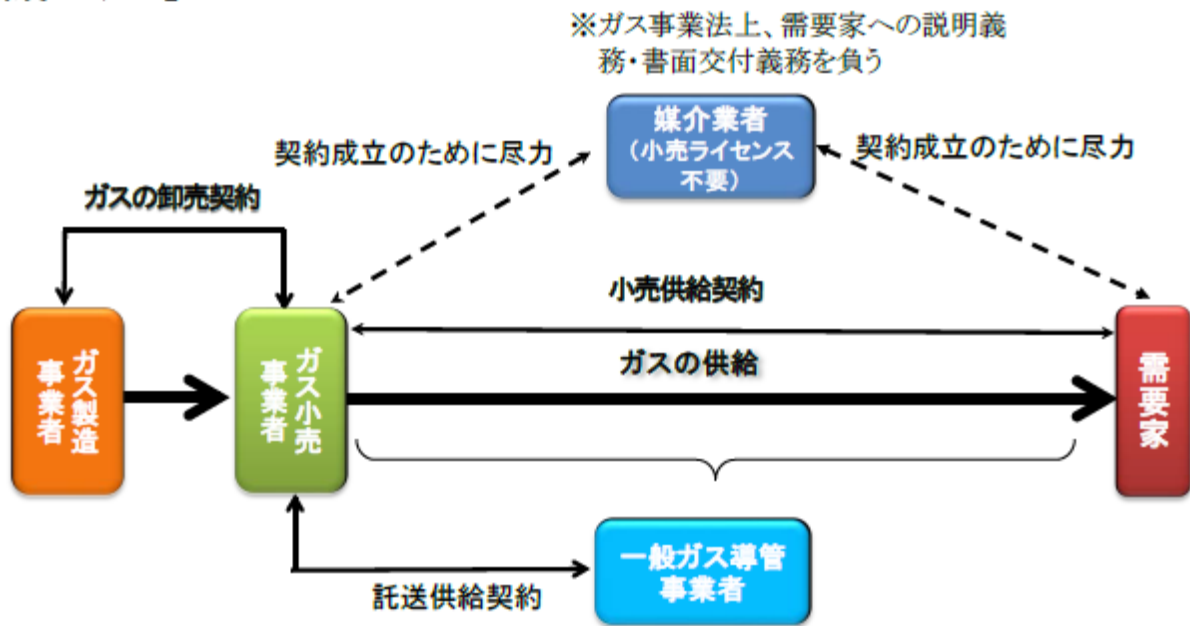 ※ガス事業法上、需要家への説明義
務・書面交付義務を負う
媒介業者
（小売ライセンス
不要）
契約成立のために尽力
契約成立のために尽力
ガスの卸売契約
小売供給契約
ガスの供給
ガス製造
事業者
ガス小売
事業者
需要家
一般ガス導管
事業者
託送供給契約